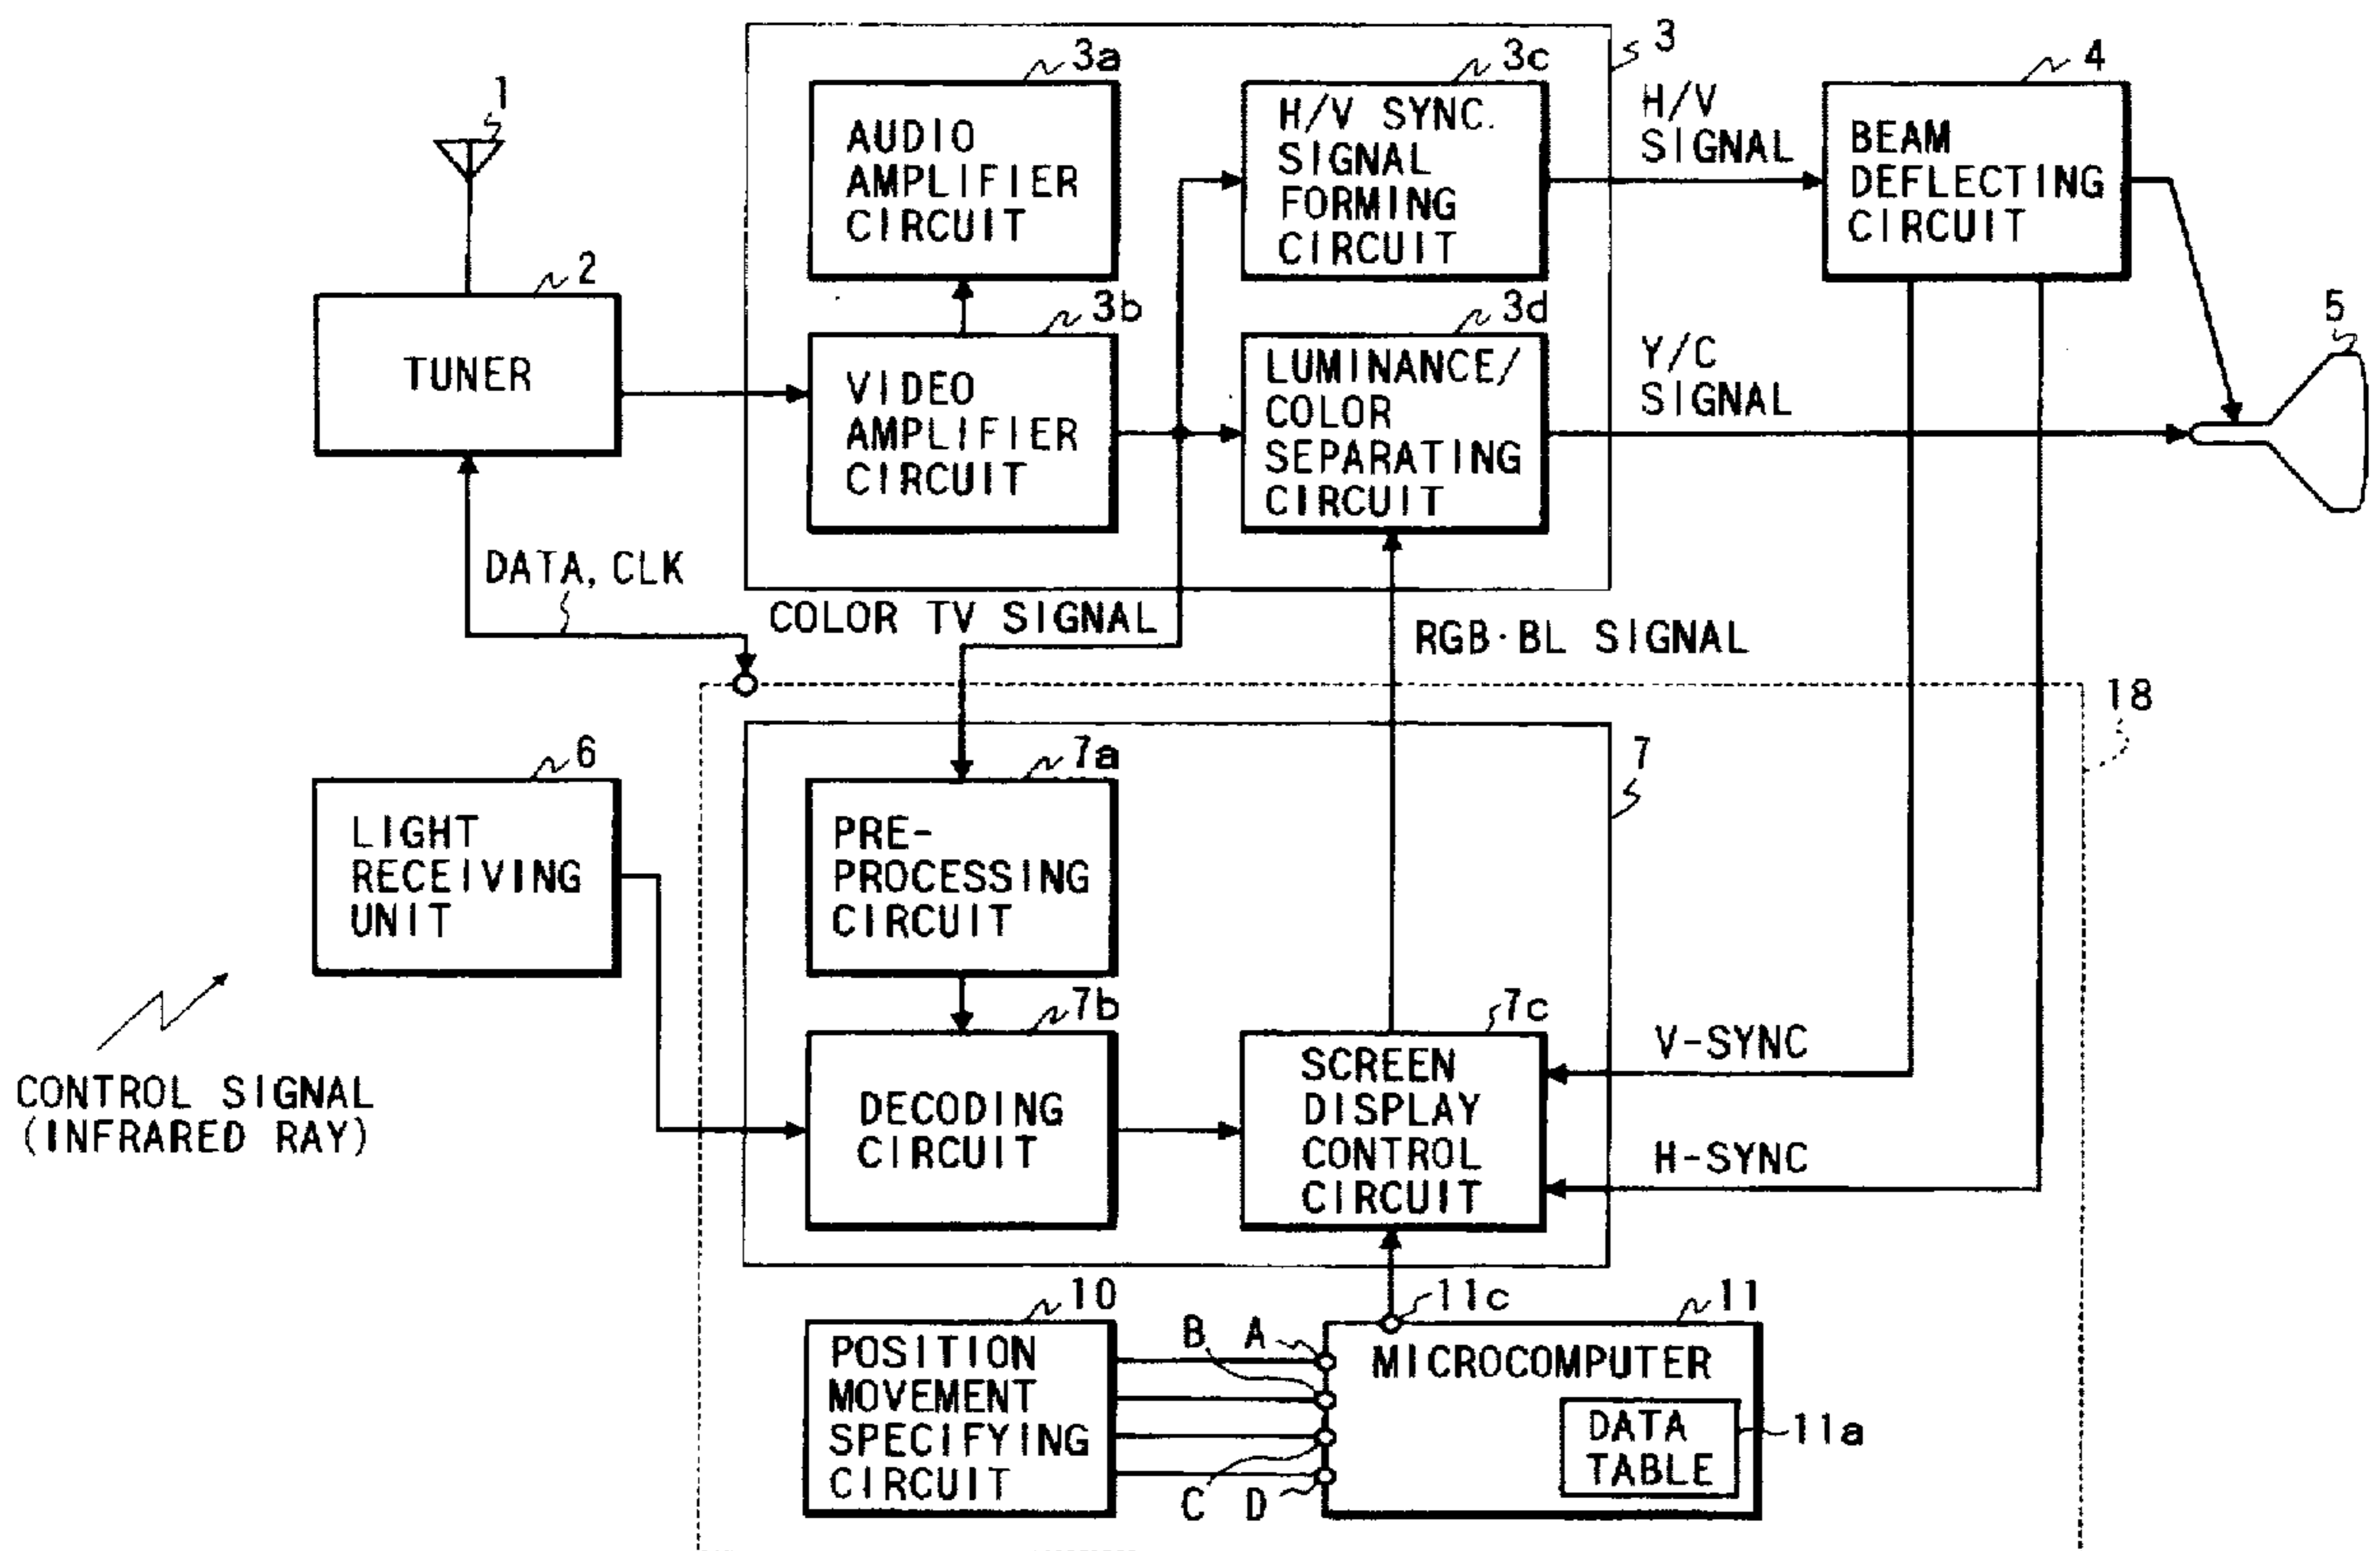 1
2
TUNER
3
3a
AUDIO
AMPLIFIER
CIRCUIT
3b
VIDEO
AMPLIFIER
CIRCUIT
3c
H/V SYNC.
SIGNAL
FORMING
CIRCUIT
3d
LUMINANCE/
COLOR
SEPARATING
CIRCUIT
H/V
SIGNAL
Y/C
SIGNAL
4
BEAM
DEFLECTING
CIRCUIT
5
DATA, CLK
COLOR TV SIGNAL
RGB·BL SIGNAL
18
6
LIGHT
RECEIVING
UNIT
CONTROL SIGNAL
(INFRARED RAY)
7
7a
PRE-
PROCESSING
CIRCUIT
7b
DECODING
CIRCUIT
7c
SCREEN
DISPLAY
CONTROL
CIRCUIT
V-SYNC
H-SYNC
10
POSITION
MOVEMENT
SPECIFYING
CIRCUIT
B A
C D
11c
11
MICROCOMPUTER
DATA
TABLE
11a